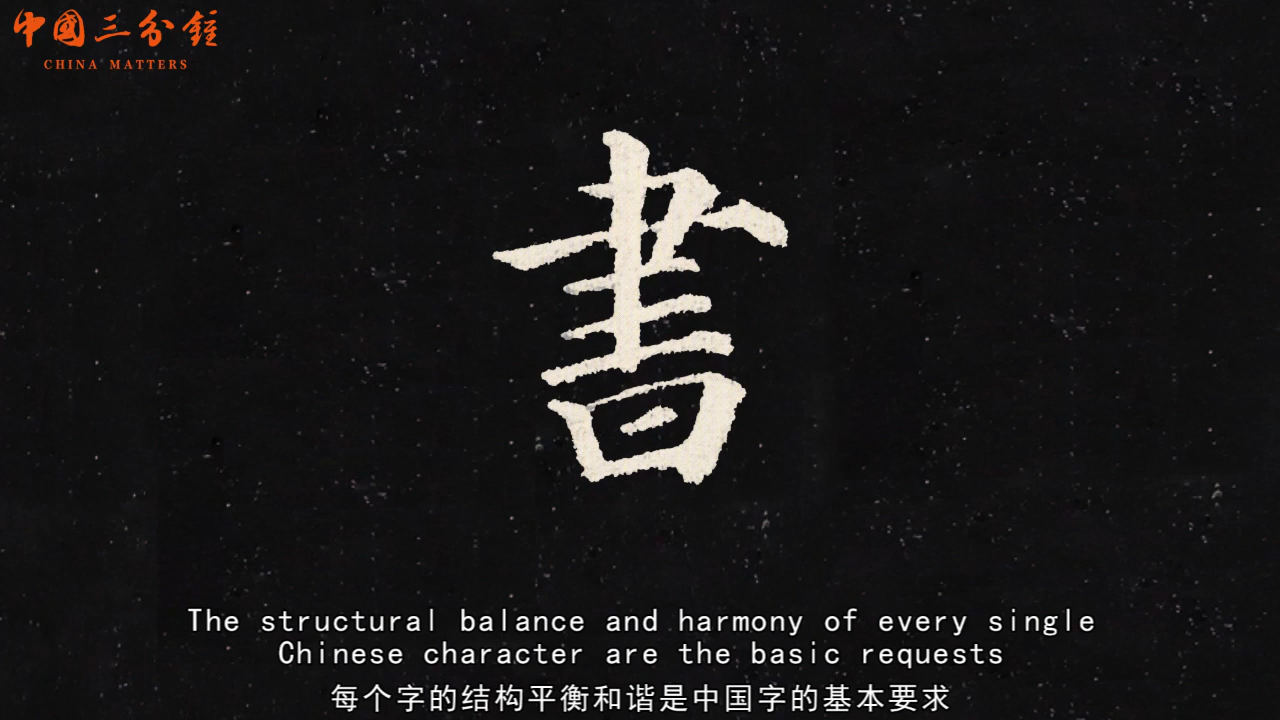 中國三分鐘
CHINA MATTERS
書
The structural balance and harmony of every single
Chinese character are the basic requests
每个字的结构平衡和谐是中国字的基本要求